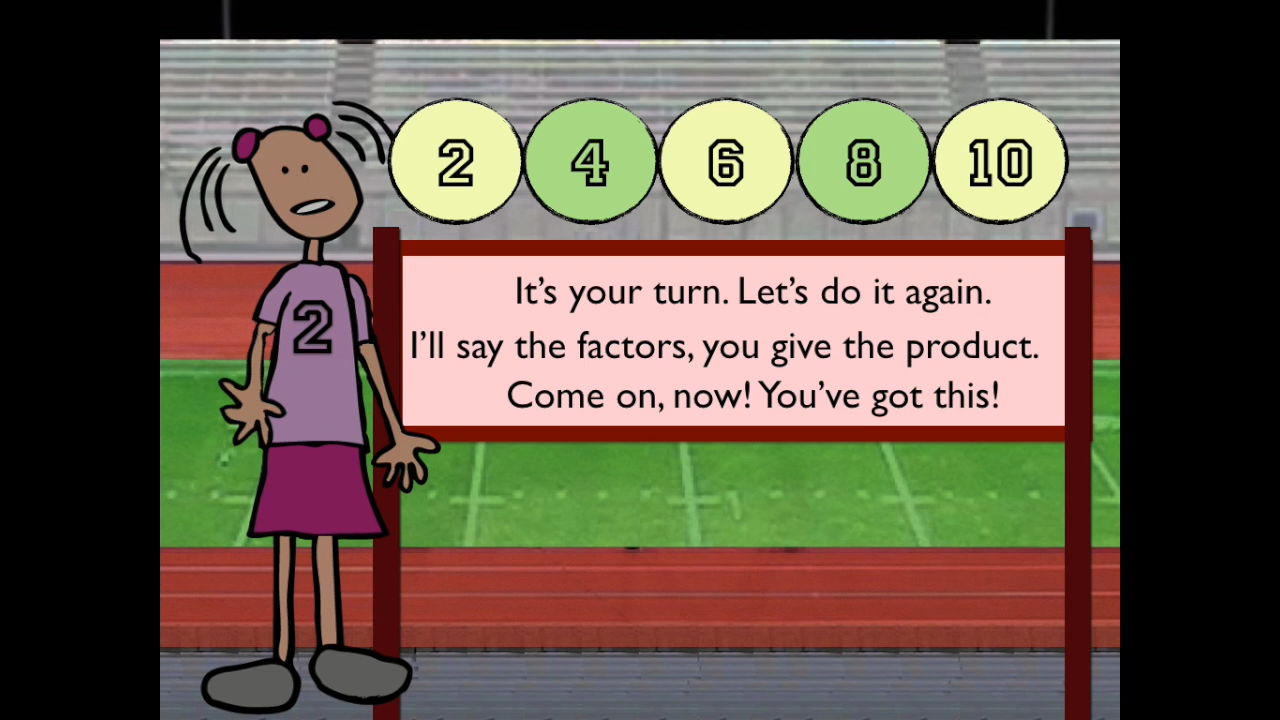 2 4 6 8 10
It's your turn. Let's do it again.
I'll say the factors, you give the product.
Come on, now! You've got this!
2